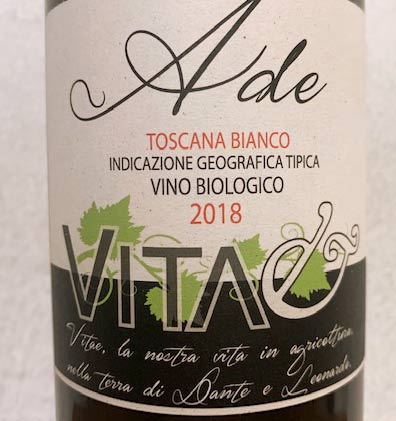 Ade
TOSCANA BIANCO
INDICAZIONE GEOGRAFICA TIPICA
VINO BIOLOGICO
2018
VITAE
Vitae, la nostra vita in agricoltura,
nella terra di Dante e Leonardo.